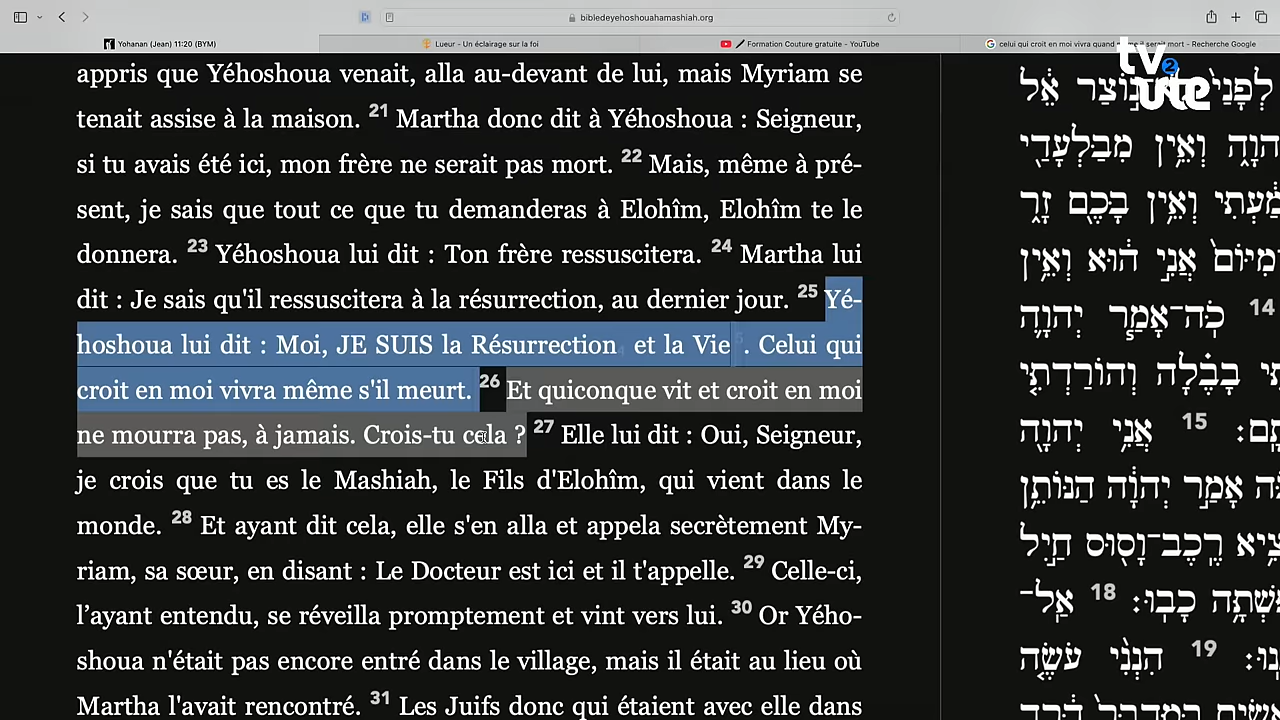 bibledeyehoshouahamashiah.org
Yohanan (Jean) 11:20 (BYM)
Lueur - Un éclairage sur la foi
Formation Couture gratuite - YouTube
celui qui croit en moi vivra quand même il serait mort - Recherche Google
tv2
ute
appris que Yéhoshoua venait, alla au-devant de lui, mais Myriam se
tenait assise à la maison. 21 Martha donc dit à Yéhoshoua : Seigneur,
si tu avais été ici, mon frère ne serait pas mort. 22 Mais, même à pré-
sent, je sais que tout ce que tu demanderas à Elohîm, Elohîm te le
donnera. 23 Yéhoshoua lui dit : Ton frère ressuscitera. 24 Martha lui
dit : Je sais qu'il ressuscitera à la résurrection, au dernier jour. 25 Yé-
hoshoua lui dit : Moi, JE SUIS la Résurrection et la Vie . Celui qui
croit en moi vivra même s'il meurt. 26 Et quiconque vit et croit en moi
ne mourra pas, à jamais. Crois-tu cela ? 27 Elle lui dit : Oui, Seigneur,
je crois que tu es le Mashiah, le Fils d'Elohîm, qui vient dans le
monde. 28 Et ayant dit cela, elle s'en alla et appela secrètement My-
riam, sa sœur, en disant : Le Docteur est ici et il t'appelle. 29 Celle-ci,
l’ayant entendu, se réveilla promptement et vint vers lui. 30 Or Yého-
shoua n'était pas encore entré dans le village, mais il était au lieu où
Martha l'avait rencontré. 31 Les Juifs donc qui étaient avec elle dans
לְפָנַי֙ נ֣וֹצַר אֵ֔ל
וְאֵ֥ין מִבַּלְעָדַ֖י
וְאֵ֥ין בָּכֶ֖ם זָ֑ר
אֲנִ֣י ה֔וּא וְאֵ֥ין
14 כֹּֽה־אָמַ֧ר יְהוָ֛ה
בָבֶ֗לָה וְהוֹרַדְתִּ֤י
15 אֲנִ֥י יְהוָ֖ה
אָמַ֣ר יְהוָ֔ה הַנּוֹתֵ֥ן
רֶֽכֶב־וָס֖וּס חַ֣יִל
כָבֽוּ׃ 18 אַֽל־
19 הִנְנִ֨י עֹשֶׂ֤ה